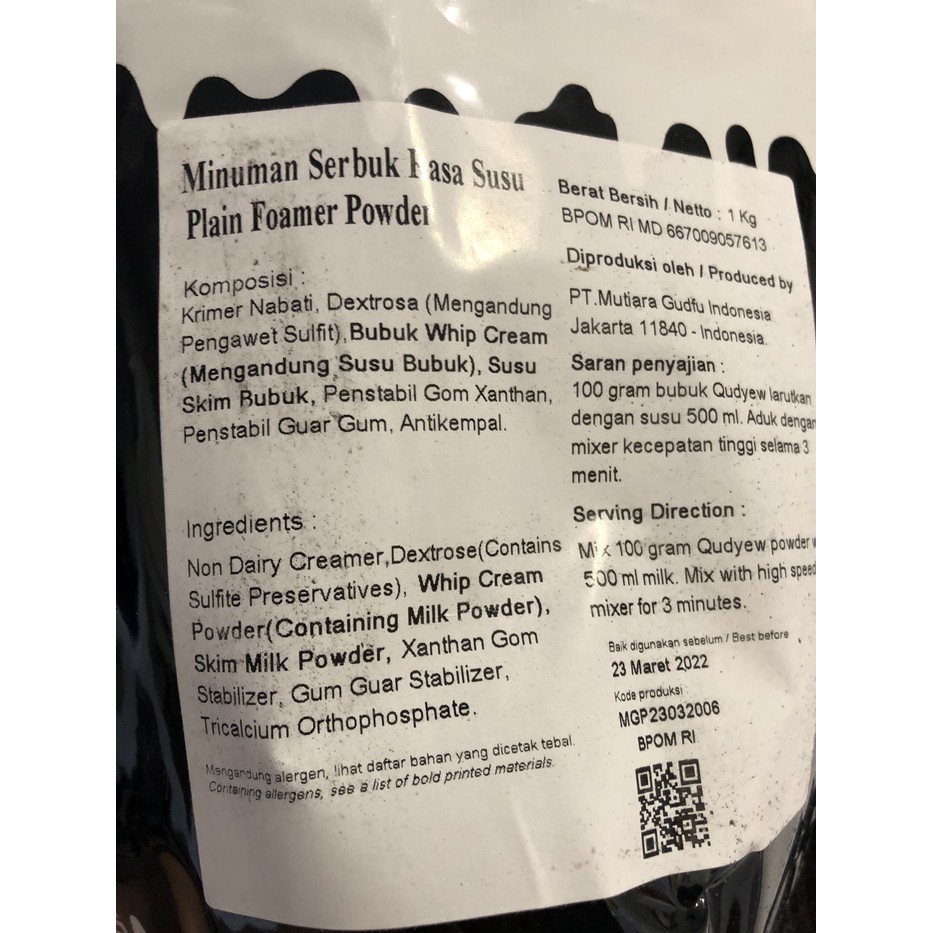 Minuman Serbuk Rasa Susu
Plain Foamer Powder
Komposisi :
Krimer Nabati, Dextrosa (Mengandung
Pengawet Sulfit),Bubuk Whip Cream
(Mengandung Susu Bubuk), Susu
Skim Bubuk, Penstabil Gom Xanthan,
Penstabil Guar Gum, Antikempal.
Ingredients :
Non Dairy Creamer,Dextrose(Contains
Sulfite Preservatives), Whip Cream
Powder(Containing Milk Powder),
Skim Milk Powder, Xanthan Gom
Stabilizer, Gum Guar Stabilizer,
Tricalcium Orthophosphate.
Mengandung alergen, lihat daftar bahan yang dicetak tebal.
Containing allergens, see a list of bold printed materials.
Berat Bersih / Netto : 1 Kg
BPOM RI MD 667009057613
Diproduksi oleh / Produced by
PT.Mutiara Gudfu Indonesia
Jakarta 11840 - Indonesia.
Saran penyajian :
100 gram bubuk Qudyew larutkan
dengan susu 500 ml. Aduk dengan
mixer kecepatan tinggi selama 3
menit.
Serving Direction :
Mix 100 gram Qudyew powder
500 ml milk. Mix with high speed
mixer for 3 minutes.
Baik digunakan sebelum / Best before
23 Maret 2022
Kode produksi :
MGP23032006
BPOM RI